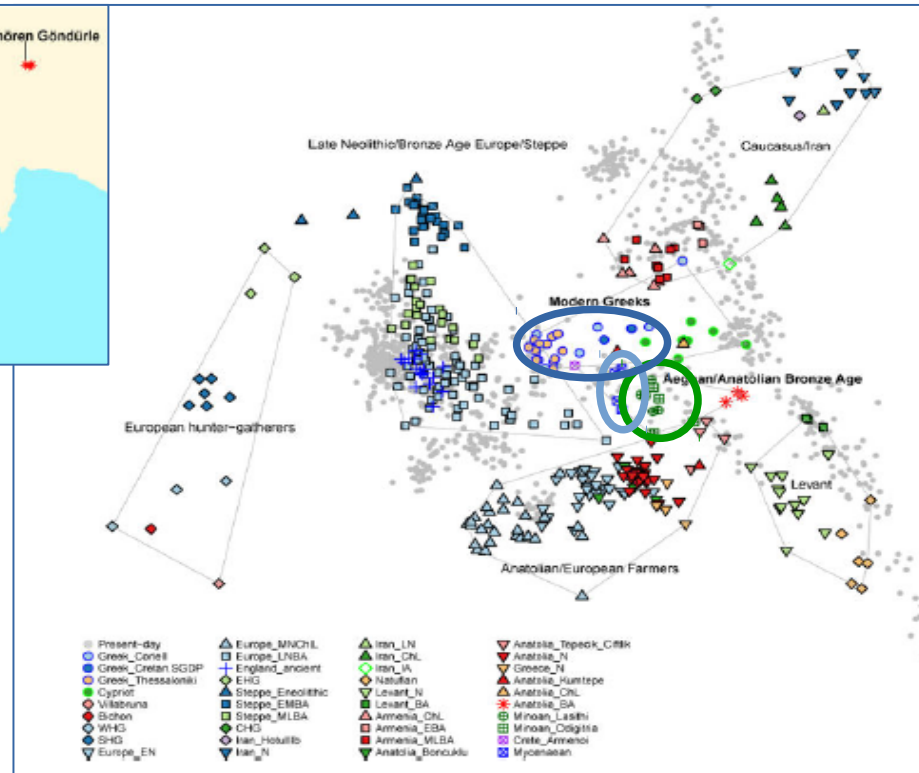 nören Göndürle
Late Neolithic/Bronze Age Europe/Steppe
Caucasus/Iran
Modern Greeks
Aegean/Anatolian Bronze Age
European hunter-gatherers
Levant
Anatolian/European Farmers
Present-day
Greek_Coriell
Greek_Cretan.SGDP
Greek_Thessaloniki
Cypriot
Villabruna
Bichon
WHG
SHG
Europe_EN
Europe_MNChL
Europe_LNBA
England_ancient
EHG
Steppe_Eneolithic
Steppe_EMBA
Steppe_MLBA
CHG
Iran_HotuIIIb
Iran_N
Iran_LN
Iran_ChL
Iran_IA
Natufian
Levant_N
Levant_BA
Armenia_ChL
Armenia_EBA
Armenia_MLBA
Anatolia_Boncuklu
Anatolia_Tepecik_Ciftlik
Anatolia_N
Greece_N
Anatolia_Kumtepe
Anatolia_ChL
Anatolia_BA
Minoan_Lasithi
Minoan_Odigitria
Crete_Armenoi
Mycenaean